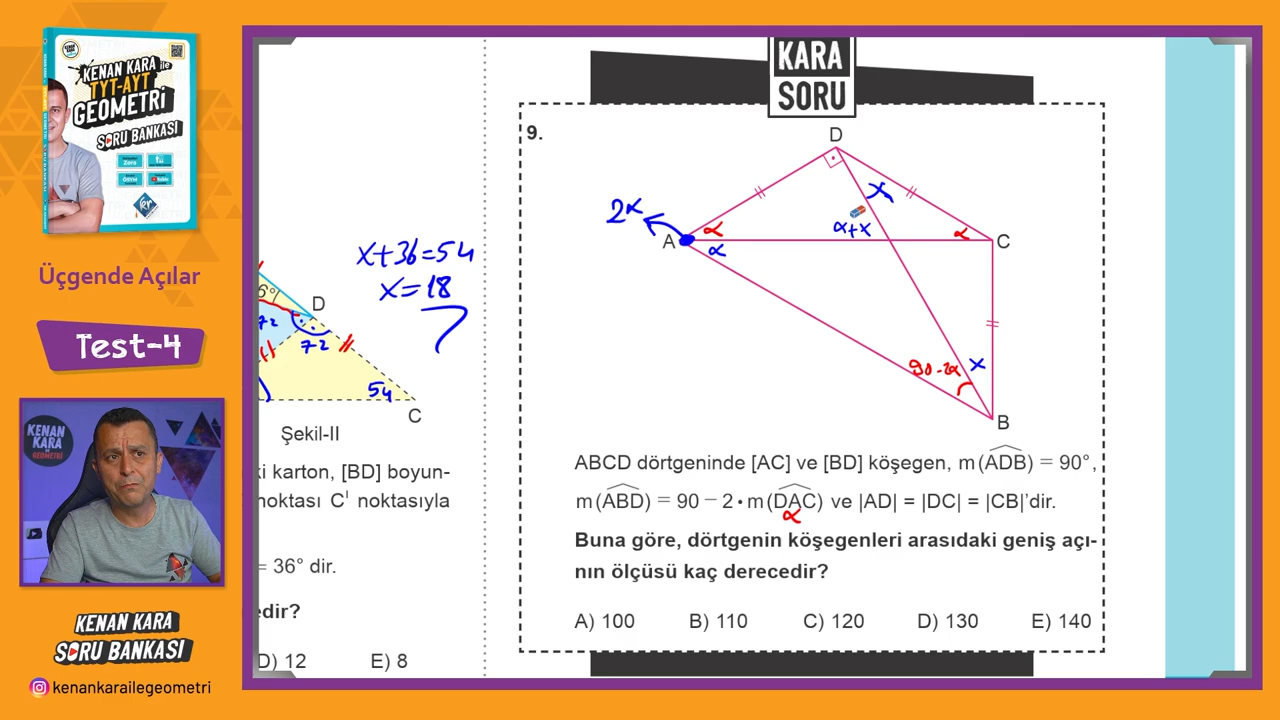 KENAN KARA ile
TYT-AYT
GEOMETRİ
SORU BANKASI
Üçgende Açılar
Test-4
KENAN KARA
ile
GEOMETRİ
KENAN KARA
SORU BANKASI
kenankarailegeometri
x+36=54
x=18
6°
D
72
72
54
C
Şekil-II
ki karton, [BD] boyun-
noktası Cᴵ noktasıyla
= 36° dir.
edir?
D) 12 E) 8
KARA
SORU
9.
D
x
2α
α
α+x
α
A
α
C
90-2α
x
B
ABCD dörtgeninde [AC] ve [BD] köşegen, m(ADB) = 90°,
m(ABD) = 90 − 2 • m(DAC) ve |AD| = |DC| = |CB|'dir.
α
Buna göre, dörtgenin köşegenleri arasıdaki geniş açı-
nın ölçüsü kaç derecedir?
A) 100 B) 110 C) 120 D) 130 E) 140